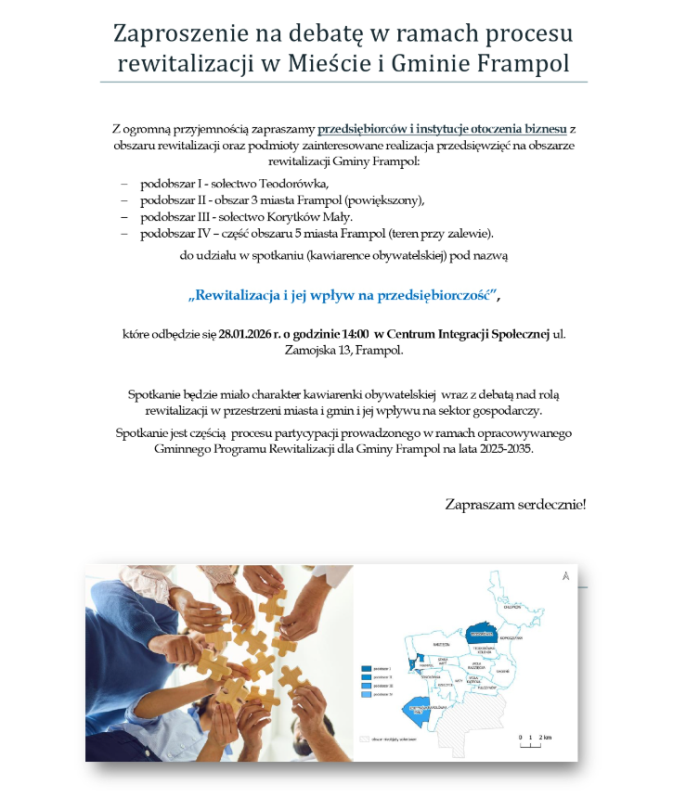 Zaproszenie na debatę w ramach procesu
rewitalizacji w Mieście i Gminie Frampol
Z ogromną przyjemnością zapraszamy przedsiębiorców i instytucje otoczenia biznesu z
obszaru rewitalizacji oraz podmioty zainteresowane realizacja przedsięwzięć na obszarze
rewitalizacji Gminy Frampol:
– podobszar I - sołectwo Teodorówka,
– podobszar II - obszar 3 miasta Frampol (powiększony),
– podobszar III - sołectwo Korytków Mały.
– podobszar IV – część obszaru 5 miasta Frampol (teren przy zalewie).
do udziału w spotkaniu (kawiarence obywatelskiej) pod nazwą
„Rewitalizacja i jej wpływ na przedsiębiorczość”,
które odbędzie się 28.01.2026 r. o godzinie 14:00 w Centrum Integracji Społecznej ul.
Zamojska 13, Frampol.
Spotkanie będzie miało charakter kawiarenki obywatelskiej wraz z debatą nad rolą
rewitalizacji w przestrzeni miasta i gmin i jej wpływu na sektor gospodarczy.
Spotkanie jest częścią procesu partycypacji prowadzonego w ramach opracowywanego
Gminnego Programu Rewitalizacji dla Gminy Frampol na lata 2025-2035.
Zapraszam serdecznie!
0 1 2 km